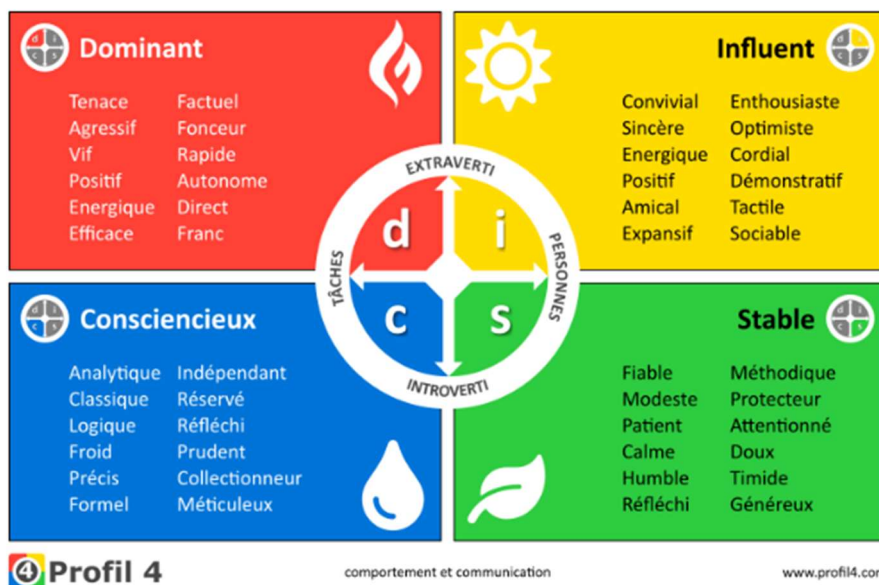 Dominant
Tenace Factuel
Agressif Fonceur
Vif Rapide
Positif Autonome
Energique Direct
Efficace Franc
Influent
Convivial Enthousiaste
Sincère Optimiste
Energique Cordial
Positif Démonstratif
Amical Tactile
Expansif Sociable
EXTRAVERTI
TÂCHES
PERSONNES
INTROVERTI
d i
c s
Consciencieux
Analytique Indépendant
Classique Réservé
Logique Réfléchi
Froid Prudent
Précis Collectionneur
Formel Méticuleux
Stable
Fiable Méthodique
Modeste Protecteur
Patient Attentionné
Calme Doux
Humble Timide
Réfléchi Généreux
4 Profil 4
comportement et communication
www.profil4.com